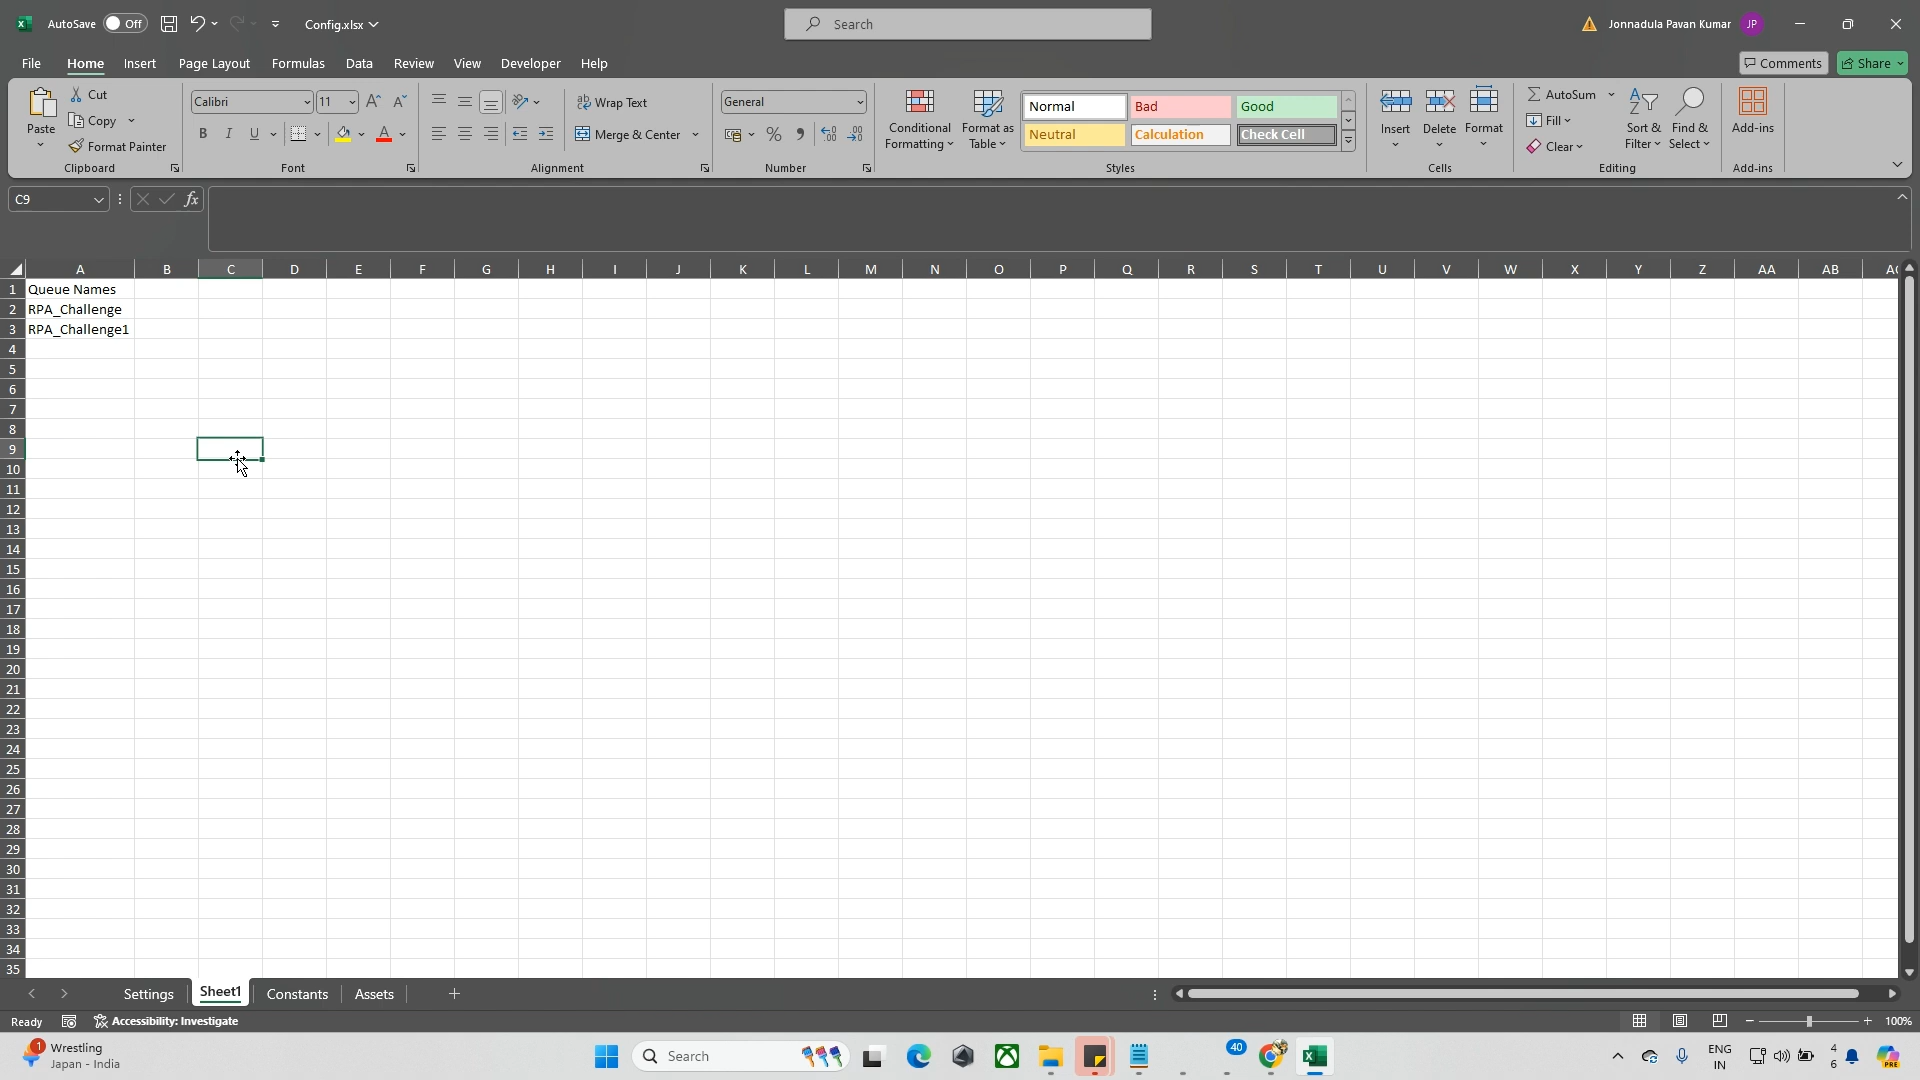 AutoSave Off Config.xlsx Search Jonnadula Pavan Kumar JP
File Home Insert Page Layout Formulas Data Review View Developer Help Comments Share
Paste Cut Copy Format Painter Clipboard
Calibri 11 B I U A Font
Wrap Text Merge & Center Alignment
General % Number
Conditional Formatting Format as Table Normal Bad Good Neutral Calculation Check Cell Styles
Insert Delete Format Cells
AutoSum Fill Clear Sort & Filter Find & Select Editing
Add-ins Add-ins
C9 fx
A B C D E F G H I J K L M N O P Q R S T U V W X Y Z AA AB
1 Queue Names
2 RPA_Challenge
3 RPA_Challenge1
4
5
6
7
8
9
10
11
12
13
14
15
16
17
18
19
20
21
22
23
24
25
26
27
28
29
30
31
32
33
34
35
Settings Sheet1 Constants Assets
Ready Accessibility: Investigate 100%
1 Wrestling
Japan - India
Search 40 ENG
IN
4
6
PRE